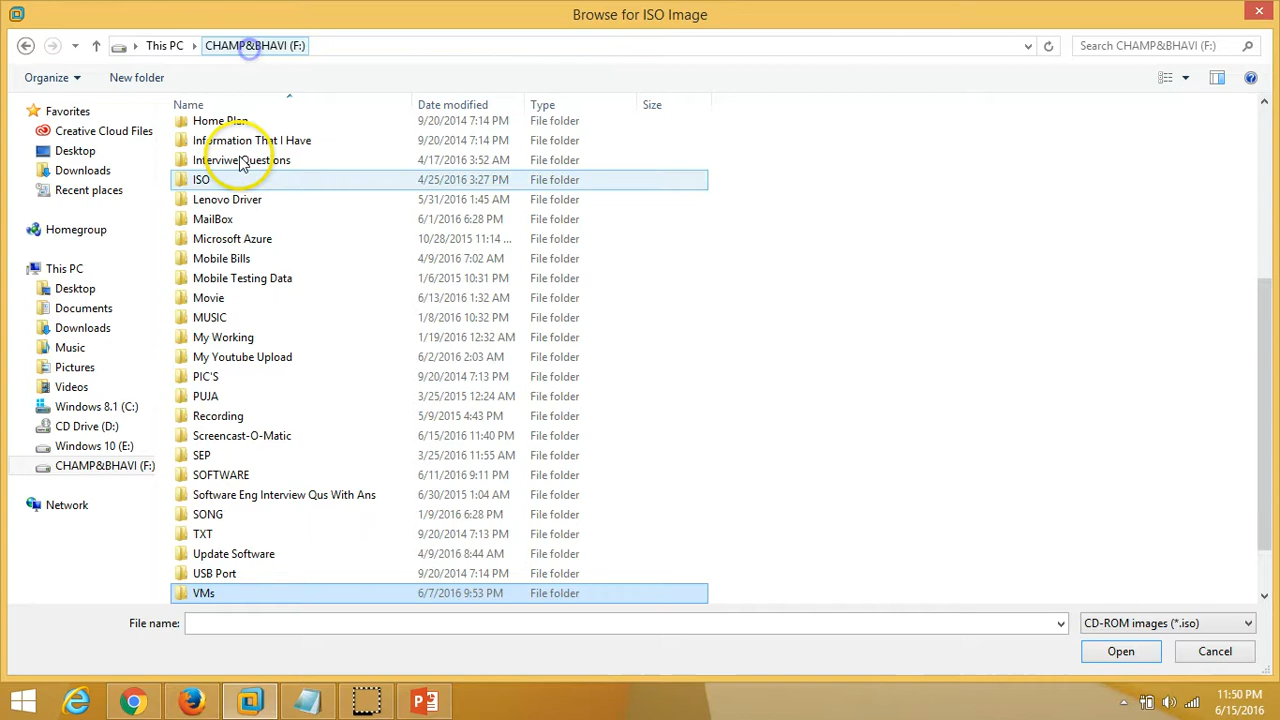 Browse for ISO Image
This PC CHAMP&BHAVI (F:) Search CHAMP&BHAVI (F:)
Organize New folder
Name Date modified Type Size
Favorites
Creative Cloud Files
Desktop
Downloads
Recent places
Homegroup
This PC
Desktop
Documents
Downloads
Music
Pictures
Videos
Windows 8.1 (C:)
CD Drive (D:)
Windows 10 (E:)
CHAMP&BHAVI (F:)
Network
Home Plan 9/20/2014 7:14 PM File folder
Information That I Have 9/20/2014 7:14 PM File folder
Interviwe Questions 4/17/2016 3:52 AM File folder
ISO 4/25/2016 3:27 PM File folder
Lenovo Driver 5/31/2016 1:45 AM File folder
MailBox 6/1/2016 6:28 PM File folder
Microsoft Azure 10/28/2015 11:14 ... File folder
Mobile Bills 4/9/2016 7:02 AM File folder
Mobile Testing Data 1/6/2015 10:31 PM File folder
Movie 6/13/2016 1:32 AM File folder
MUSIC 1/8/2016 10:32 PM File folder
My Working 1/19/2016 12:32 AM File folder
My Youtube Upload 6/2/2016 2:03 AM File folder
PIC'S 9/20/2014 7:13 PM File folder
PUJA 3/25/2015 12:24 AM File folder
Recording 5/9/2015 4:43 PM File folder
Screencast-O-Matic 6/15/2016 11:40 PM File folder
SEP 3/25/2016 11:55 AM File folder
SOFTWARE 6/11/2016 9:11 PM File folder
Software Eng Interview Qus With Ans 6/30/2015 1:04 AM File folder
SONG 1/9/2016 6:28 PM File folder
TXT 9/20/2014 7:13 PM File folder
Update Software 4/9/2016 8:44 AM File folder
USB Port 9/20/2014 7:14 PM File folder
VMs 6/7/2016 9:53 PM File folder
File name: CD-ROM images (*.iso)
Open Cancel
11:50 PM
6/15/2016